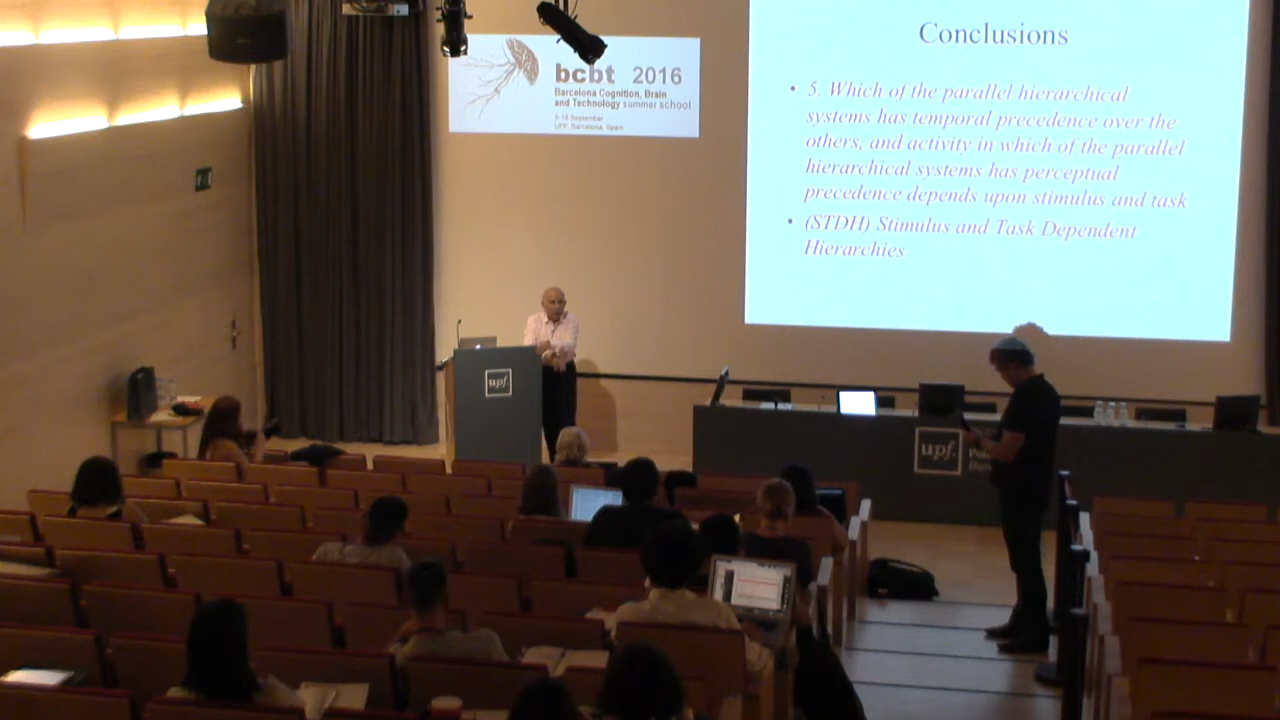 bcbt 2016
Barcelona Cognition, Brain
and Technology summer school
5-16 September
UPF, Barcelona, Spain
Conclusions
• 5. Which of the parallel hierarchical
systems has temporal precedence over the
others, and activity in which of the parallel
hierarchical systems has perceptual
precedence depends upon stimulus and task
• (STDH) Stimulus and Task Dependent
Hierarchies
upf.
upf.